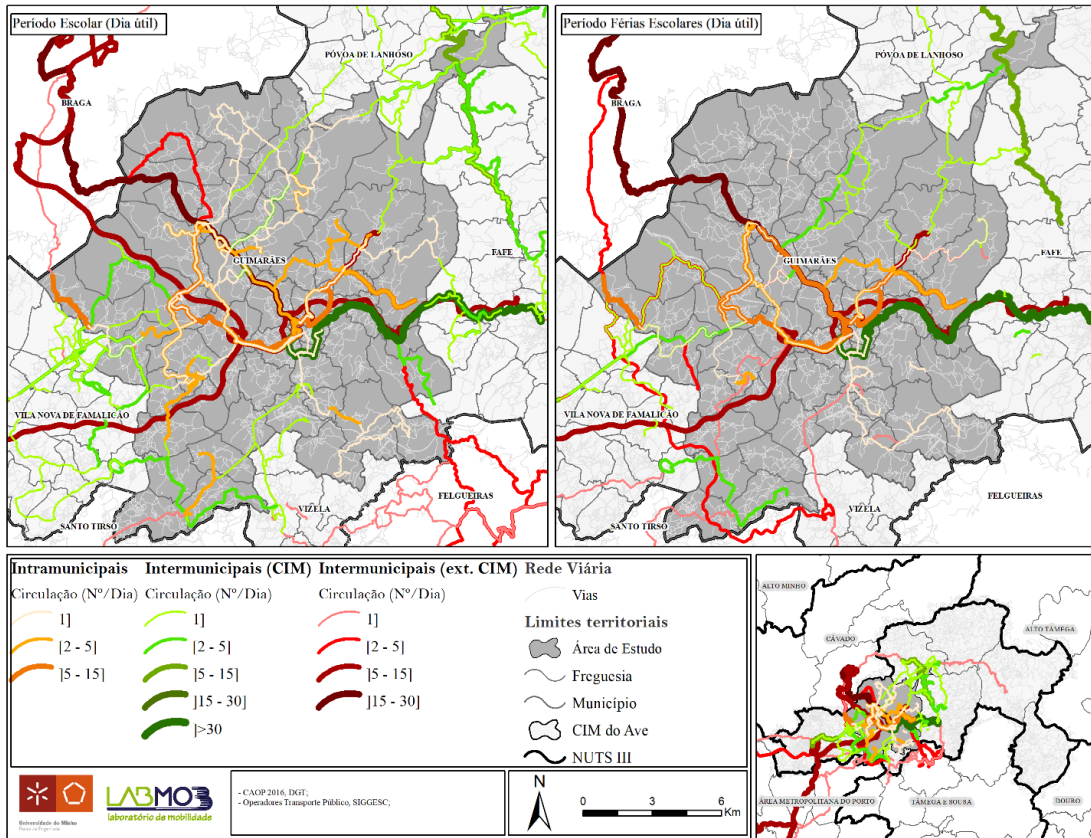 Período Escolar (Dia útil)
PÓVOA DE LANHOSO
BRAGA
GUIMARÃES
FAFE
VILA NOVA DE FAMALICÃO
FELGUEIRAS
VIZELA
SANTO TIRSO
Período Férias Escolares (Dia útil)
PÓVOA DE LANHOSO
BRAGA
GUIMARÃES
FAFE
VILA NOVA DE FAMALICÃO
FELGUEIRAS
VIZELA
SANTO TIRSO
Intramunicipais
Circulação (Nº/Dia)
1]
]2 - 5]
]5 - 15]
Intermunicipais (CIM)
Circulação (Nº/Dia)
1]
]2 - 5]
]5 - 15]
]15 - 30]
]>30
Intermunicipais (ext. CIM)
Circulação (Nº/Dia)
1]
]2 - 5]
]5 - 15]
]15 - 30]
Rede Viária
Vias
Limites territoriais
Área de Estudo
Freguesia
Município
CIM do Ave
NUTS III
ALTO MINHO
ALTO TÂMEGA
CÁVADO
ÁREA METROPOLITANA DO PORTO
TÂMEGA E SOUSA
DOURO
Universidade do Minho
Escola de Engenharia
LABMOB
laboratório de mobilidade
- CAOP 2016, DGT;
- Operadores Transporte Público, SIGGESC;
N
0 3 6
Km